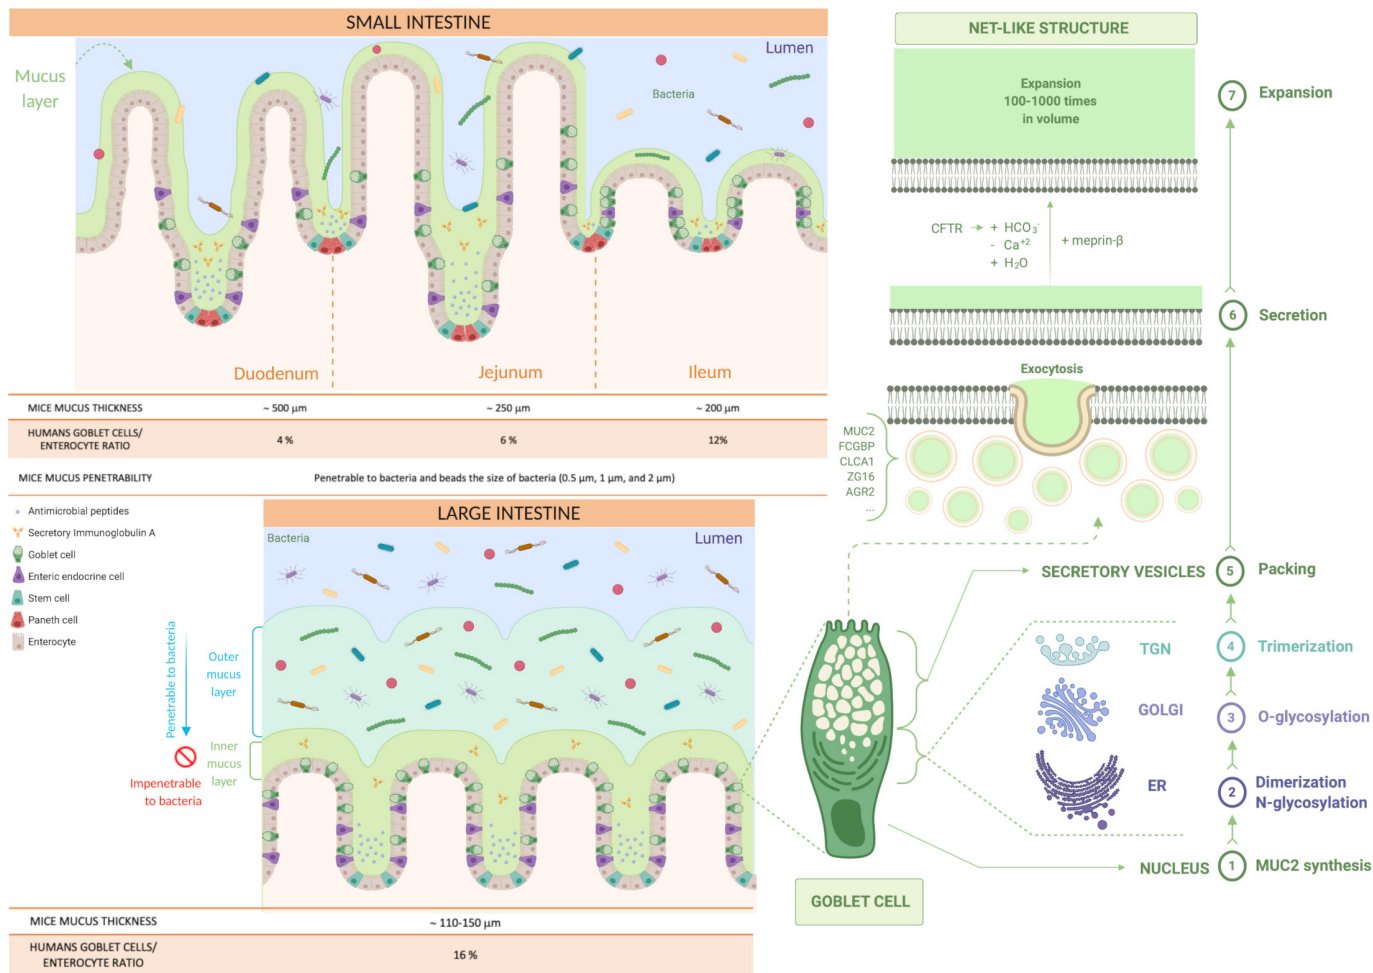 SMALL INTESTINE
Mucus
layer
Lumen
Bacteria
Duodenum
Jejunum
Ileum
MICE MUCUS THICKNESS
~ 500 µm
~ 250 µm
~ 200 µm
HUMANS GOBLET CELLS/
ENTEROCYTE RATIO
4 %
6 %
12%
MICE MUCUS PENETRABILITY
Penetrable to bacteria and beads the size of bacteria (0.5 µm, 1 µm, and 2 µm)
Antimicrobial peptides
Secretory Immunoglobulin A
Goblet cell
Enteric endocrine cell
Stem cell
Paneth cell
Enterocyte
LARGE INTESTINE
Bacteria
Lumen
Penetrable to bacteria
Outer
mucus
layer
Inner
mucus
layer
Impenetrable
to bacteria
MICE MUCUS THICKNESS
~ 110-150 µm
HUMANS GOBLET CELLS/
ENTEROCYTE RATIO
16 %
NET-LIKE STRUCTURE
Expansion
100-1000 times
in volume
7 Expansion
CFTR
+ HCO₃⁻
- Ca⁺²
+ H₂O
+ meprin-β
6 Secretion
Exocytosis
MUC2
FCGBP
CLCA1
ZG16
AGR2
...
SECRETORY VESICLES 5 Packing
TGN 4 Trimerization
GOLGI 3 O-glycosylation
ER 2 Dimerization
N-glycosylation
NUCLEUS 1 MUC2 synthesis
GOBLET CELL